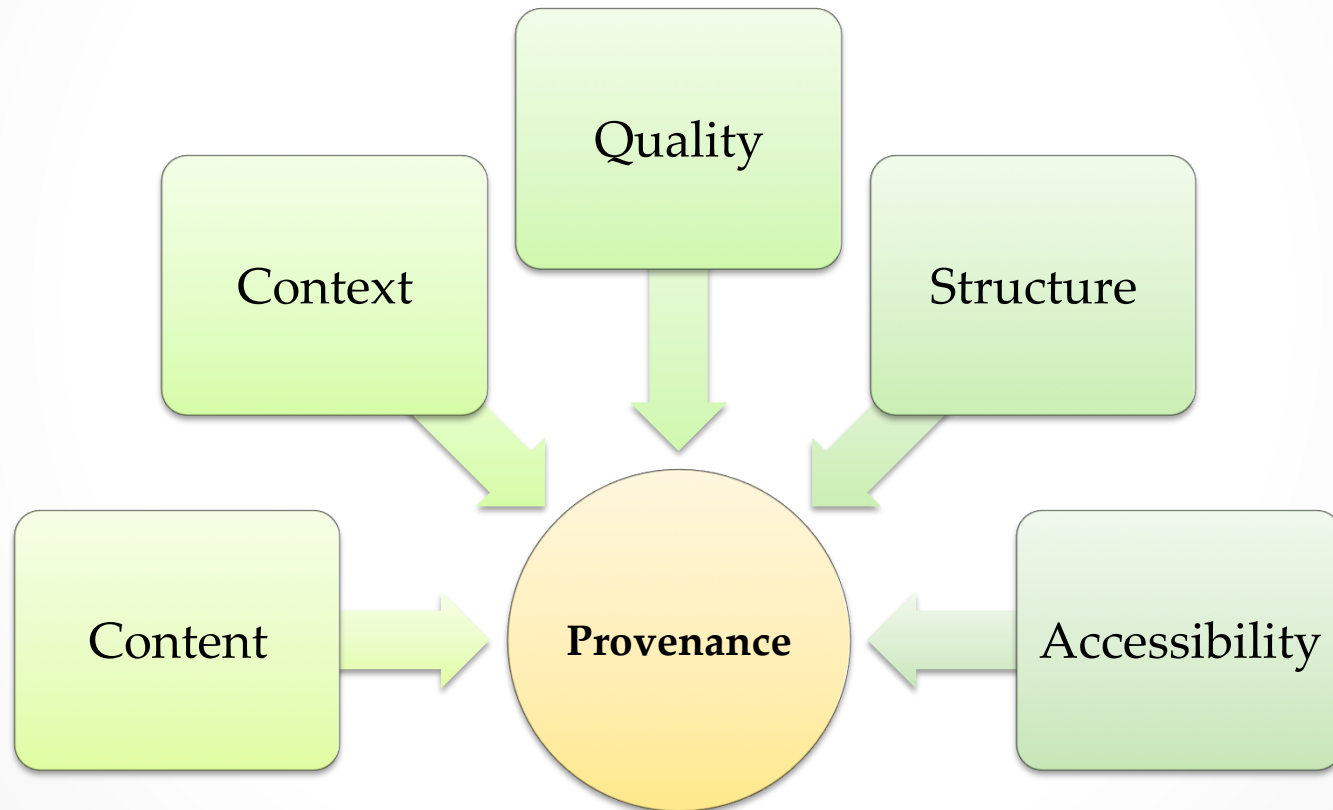 Quality
Context
Structure
Content
Provenance
Accessibility